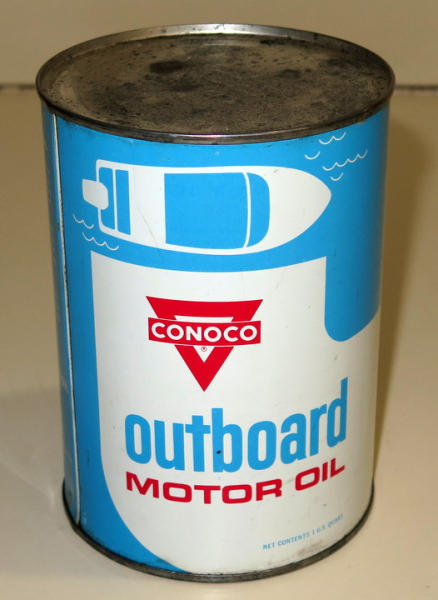 CONOCO
®
outboard
MOTOR OIL
NET CONTENTS 1 U.S. QUART